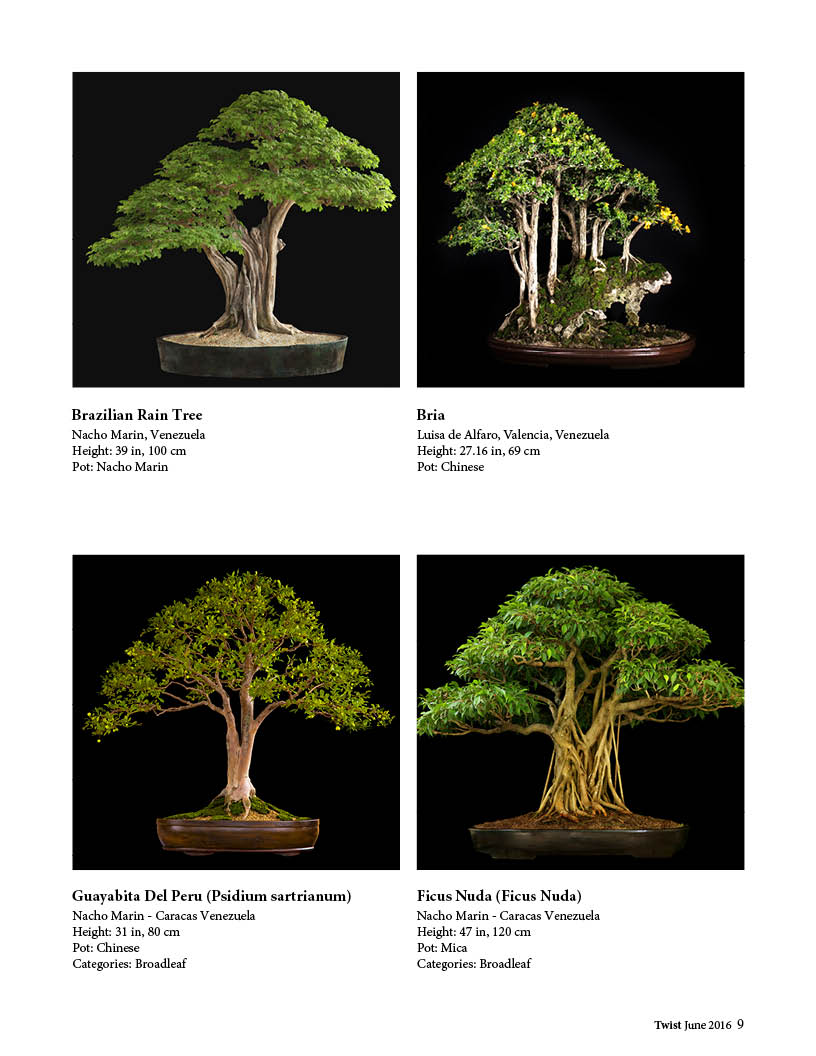 Brazilian Rain Tree
Nacho Marin, Venezuela
Height: 39 in, 100 cm
Pot: Nacho Marin
Bria
Luisa de Alfaro, Valencia, Venezuela
Height: 27.16 in, 69 cm
Pot: Chinese
Guayabita Del Peru (Psidium sartrianum)
Nacho Marin - Caracas Venezuela
Height: 31 in, 80 cm
Pot: Chinese
Categories: Broadleaf
Ficus Nuda (Ficus Nuda)
Nacho Marin - Caracas Venezuela
Height: 47 in, 120 cm
Pot: Mica
Categories: Broadleaf
Twist June 2016 9